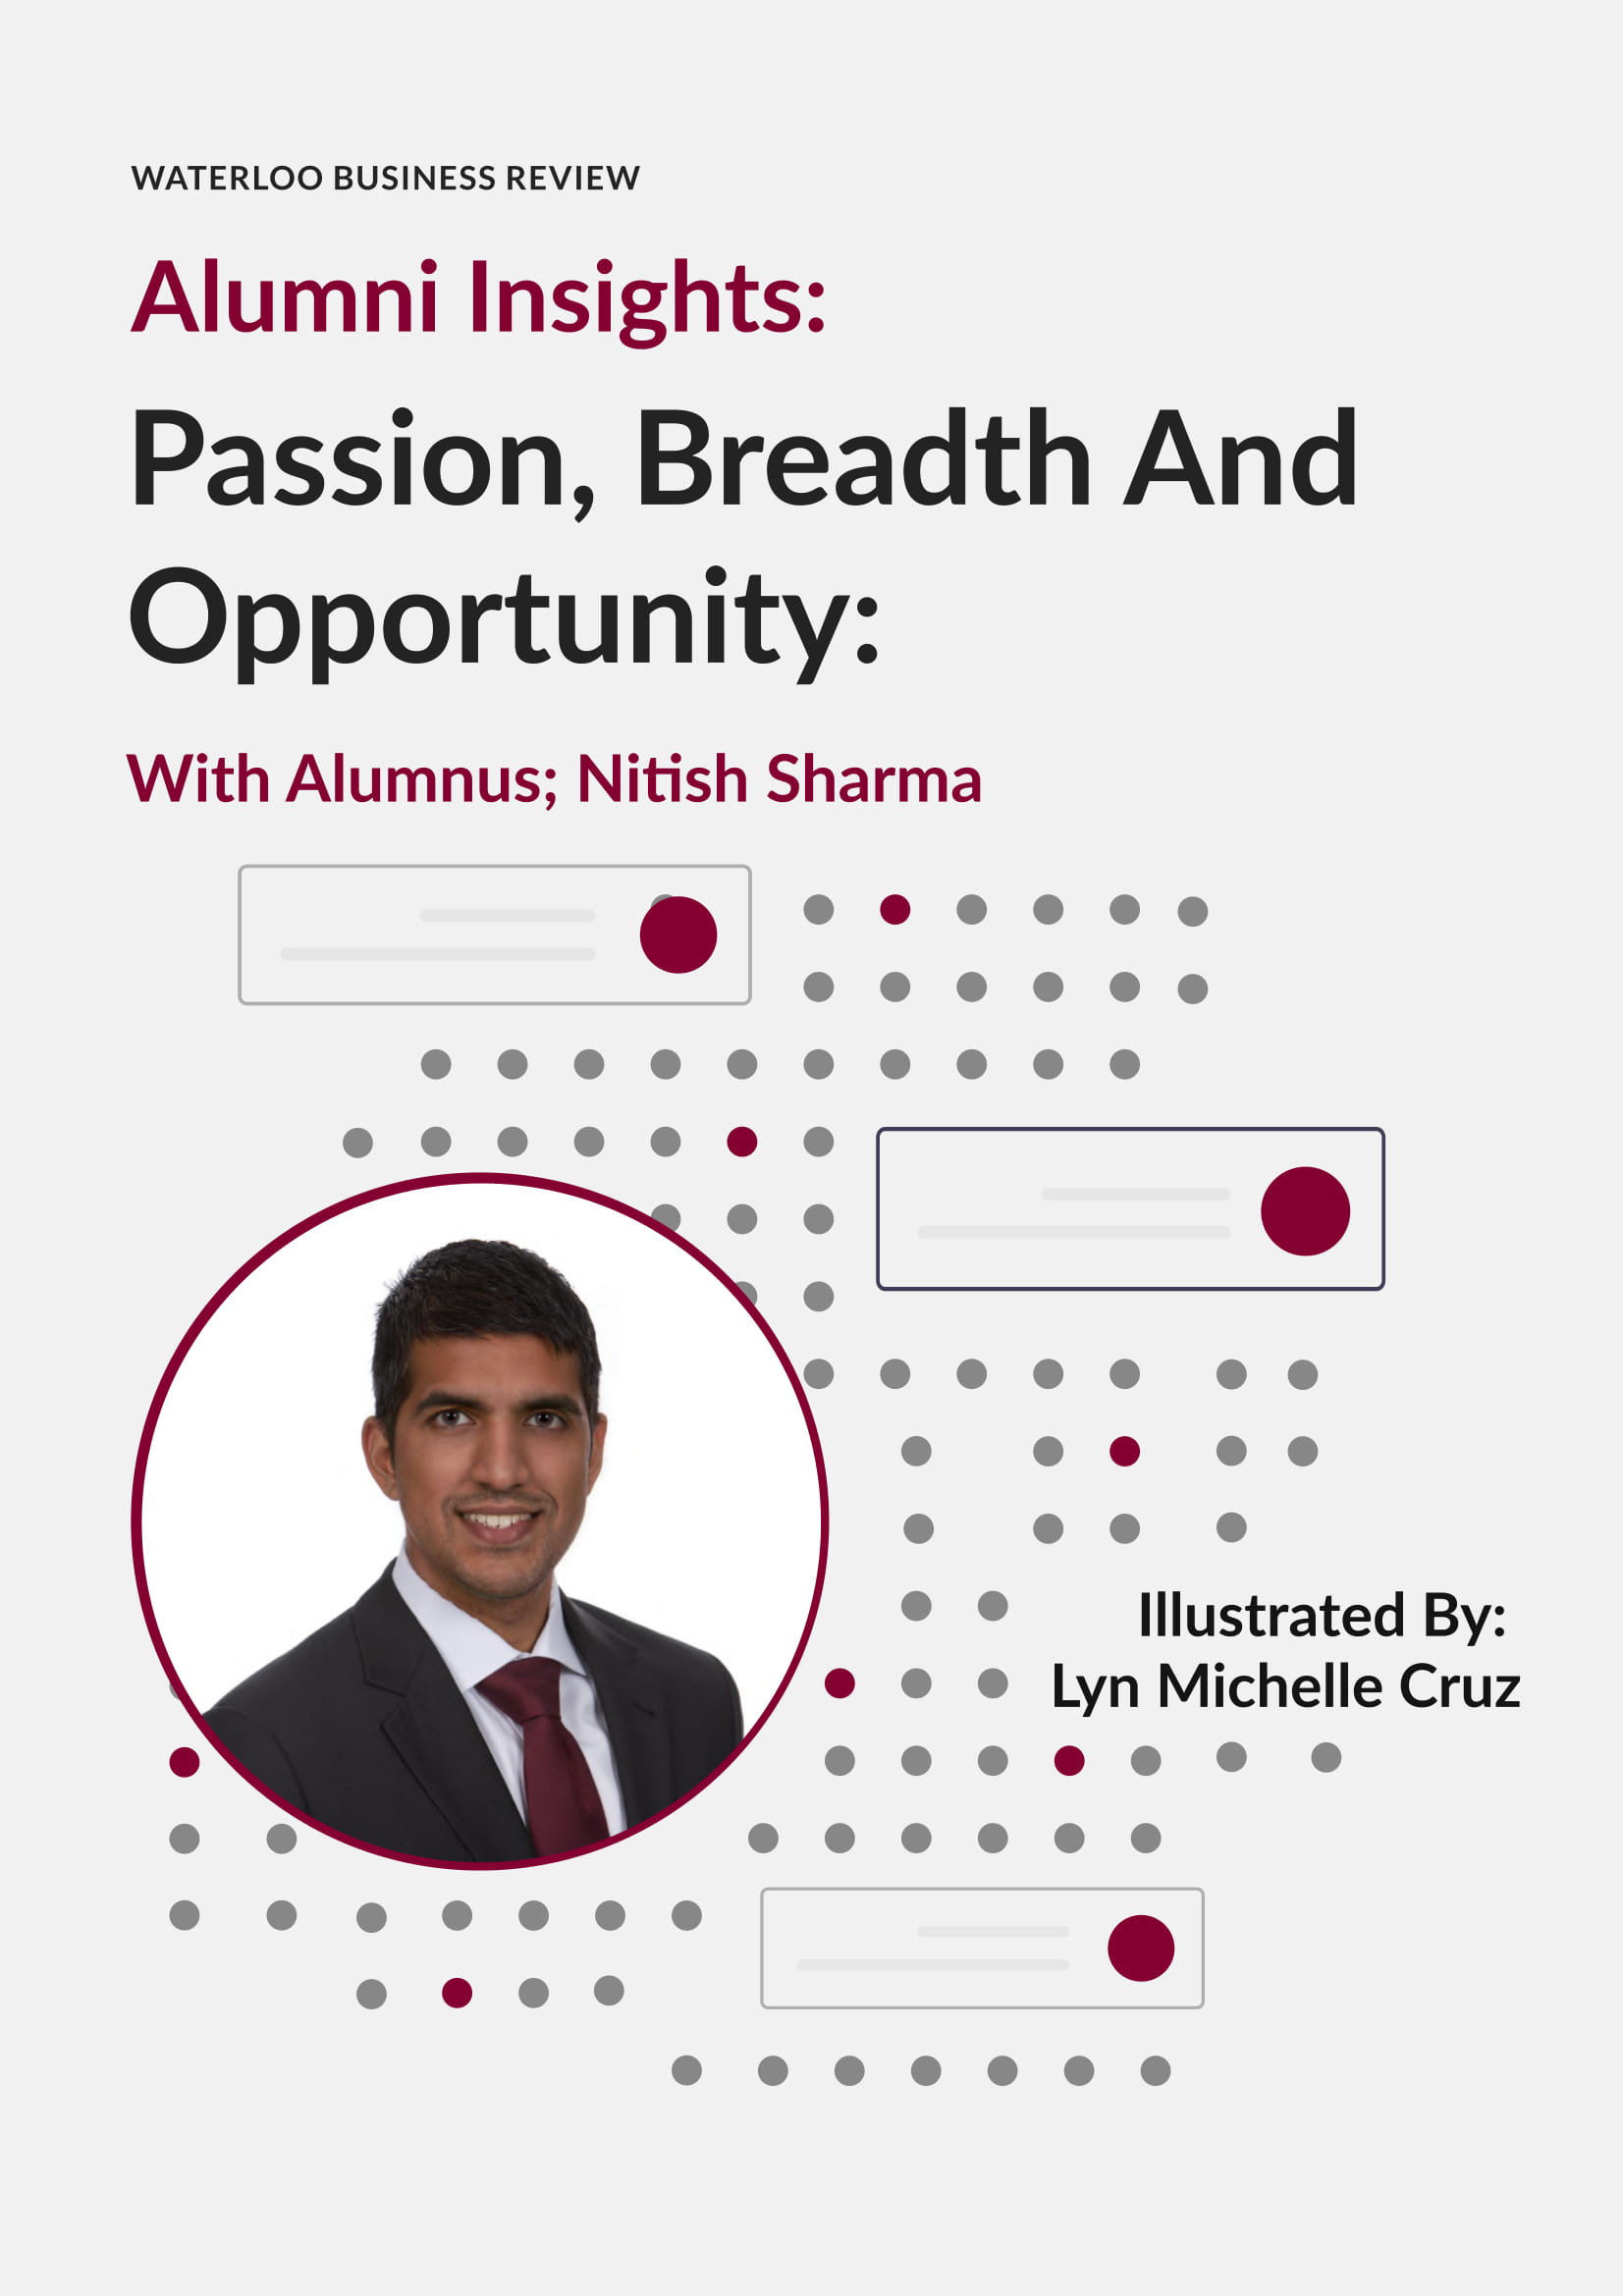 WATERLOO BUSINESS REVIEW
Alumni Insights:
Passion, Breadth And
Opportunity:
With Alumnus; Nitish Sharma
Illustrated By:
Lyn Michelle Cruz